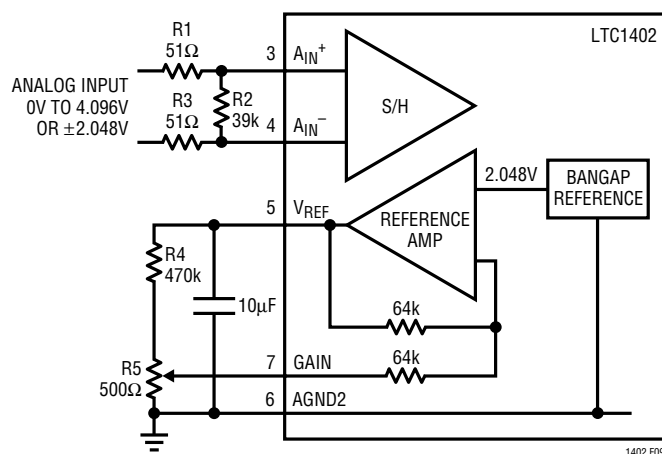 LTC1402
R1
51Ω
3
AIN+
ANALOG INPUT
0V TO 4.096V
OR ±2.048V
R2
39k
S/H
R3
51Ω
4
AIN−
2.048V
BANGAP
REFERENCE
5
VREF
REFERENCE
AMP
R4
470k
10µF
64k
7
GAIN
64k
R5
500Ω
6
AGND2
1402 F09